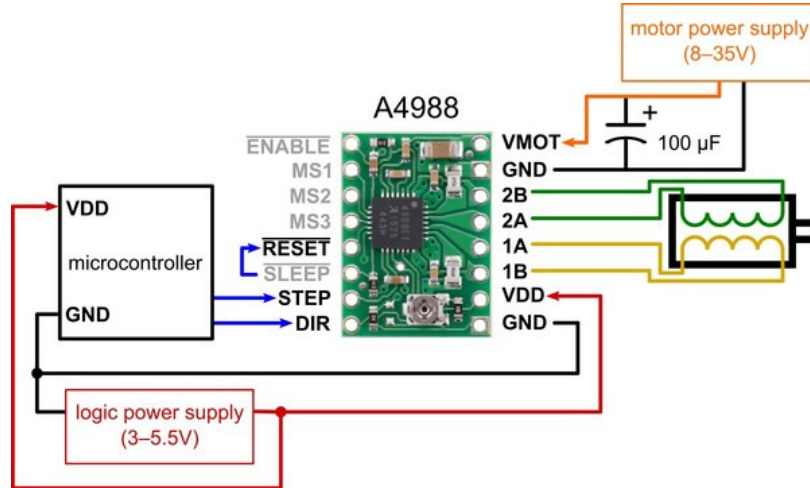 motor power supply
(8–35V)
A4988
+
100 µF
ENABLE
MS1
MS2
MS3
RESET
SLEEP
STEP
DIR
VMOT
GND
2B
2A
1A
1B
VDD
GND
VDD
microcontroller
GND
logic power supply
(3–5.5V)